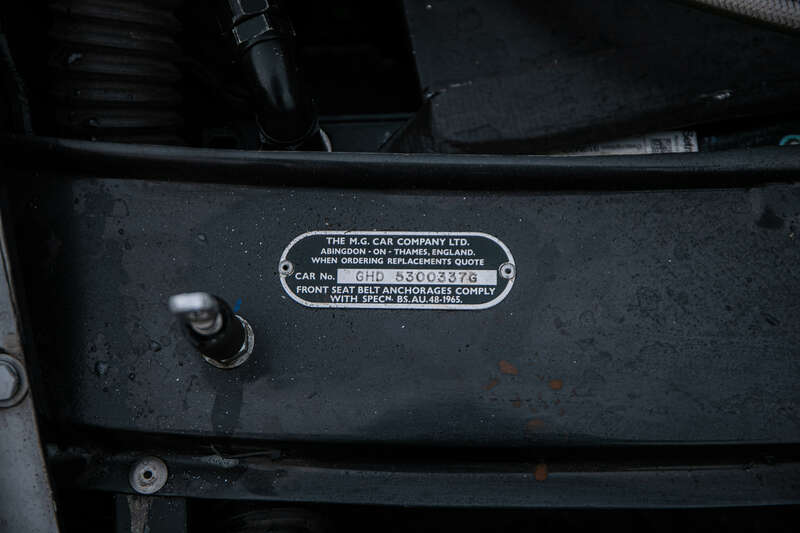 THE M.G. CAR COMPANY LTD.
ABINGDON - ON - THAMES, ENGLAND.
WHEN ORDERING REPLACEMENTS QUOTE
CAR No. GHD 5300337G
FRONT SEAT BELT ANCHORAGES COMPLY
WITH SPECN. BS.AU.48-1965.